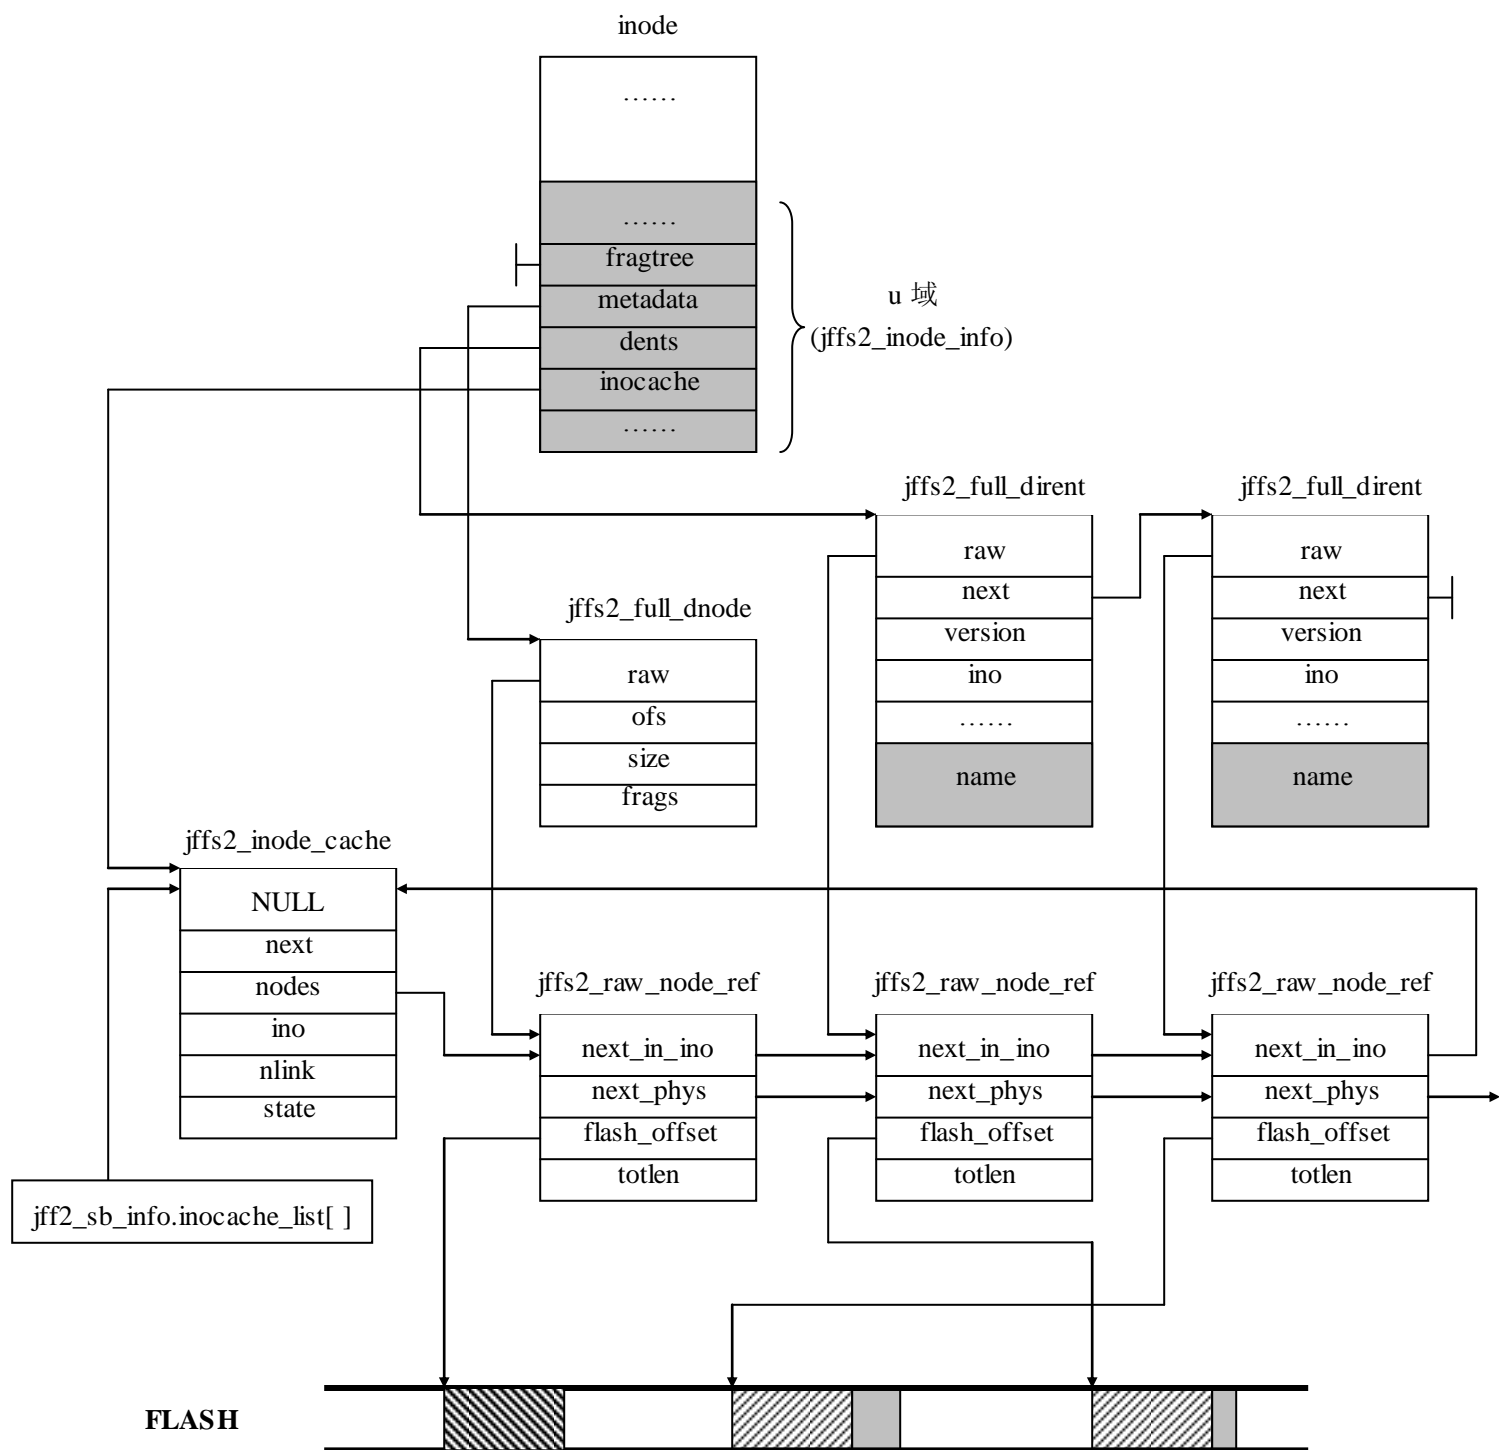 inode
……
……
fragtree
metadata
dents
inocache
……
u 域
(jffs2_inode_info)
jffs2_full_dirent
raw
next
version
ino
……
name
jffs2_full_dirent
raw
next
version
ino
……
name
jffs2_full_dnode
raw
ofs
size
frags
jffs2_inode_cache
NULL
next
nodes
ino
nlink
state
jffs2_raw_node_ref
next_in_ino
next_phys
flash_offset
totlen
jffs2_raw_node_ref
next_in_ino
next_phys
flash_offset
totlen
jffs2_raw_node_ref
next_in_ino
next_phys
flash_offset
totlen
jff2_sb_info.inocache_list[ ]
FLASH